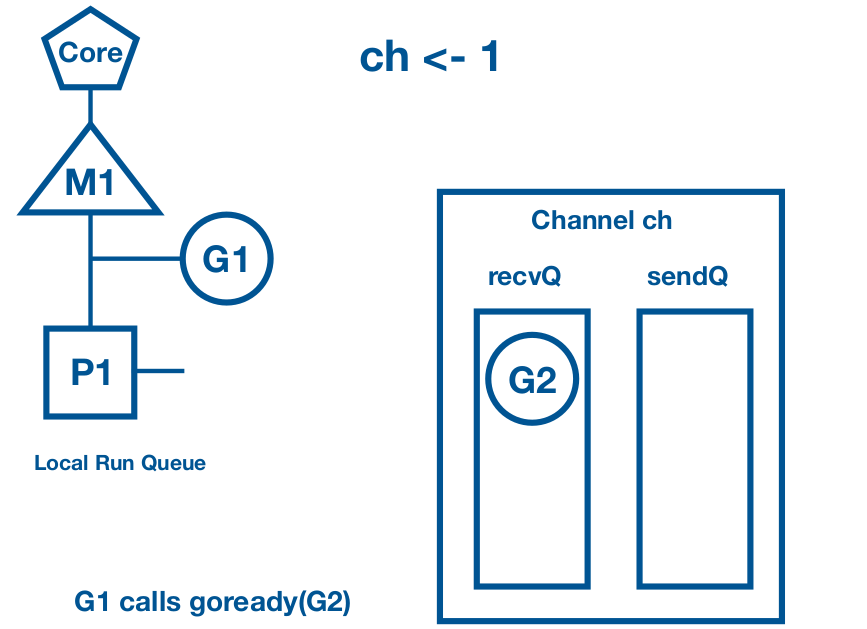 Core
ch <- 1
M1
G1
P1
Local Run Queue
G1 calls goready(G2)
Channel ch
recvQ
sendQ
G2